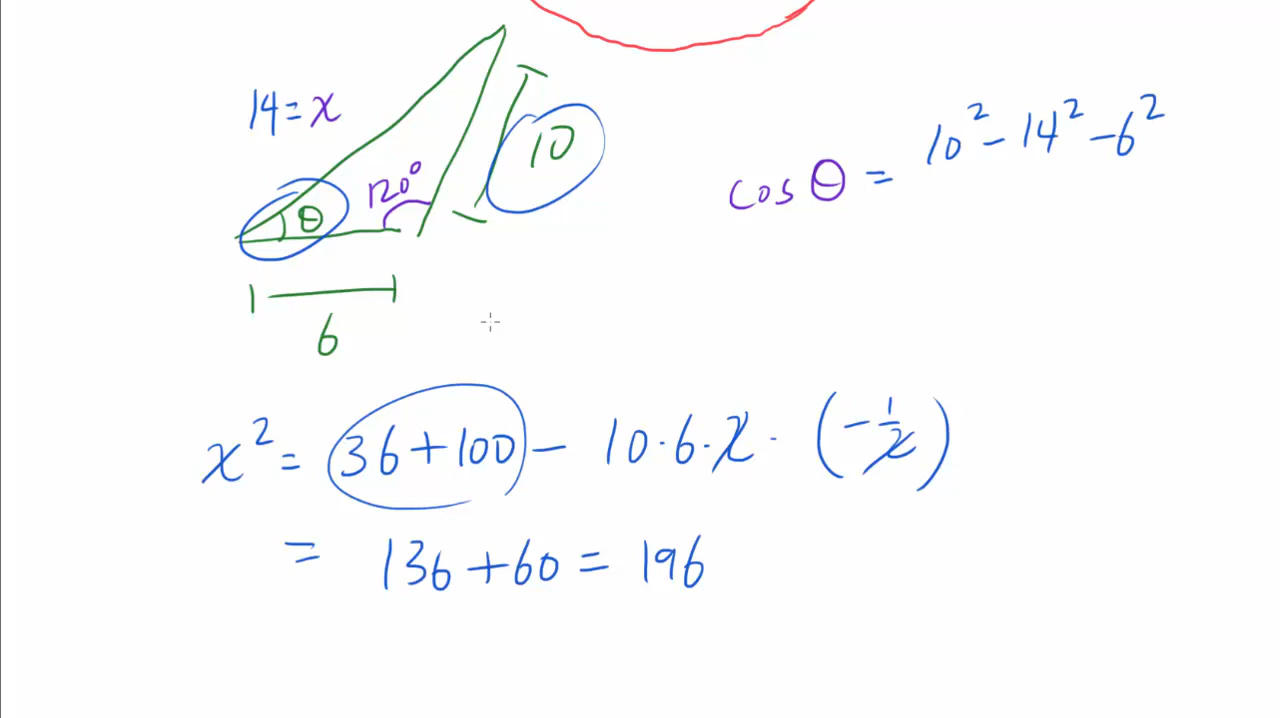 14 = x
120°
θ
10
6
cos θ = 10² - 14² - 6²
x² = 36 + 100 - 10 · 6 · 2 · (-1/2)
= 136 + 60 = 196